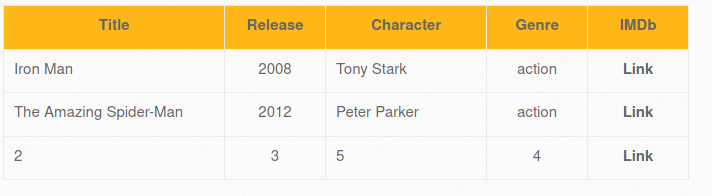 Title Release Character Genre IMDb
Iron Man 2008 Tony Stark action Link
The Amazing Spider-Man 2012 Peter Parker action Link
2 3 5 4 Link